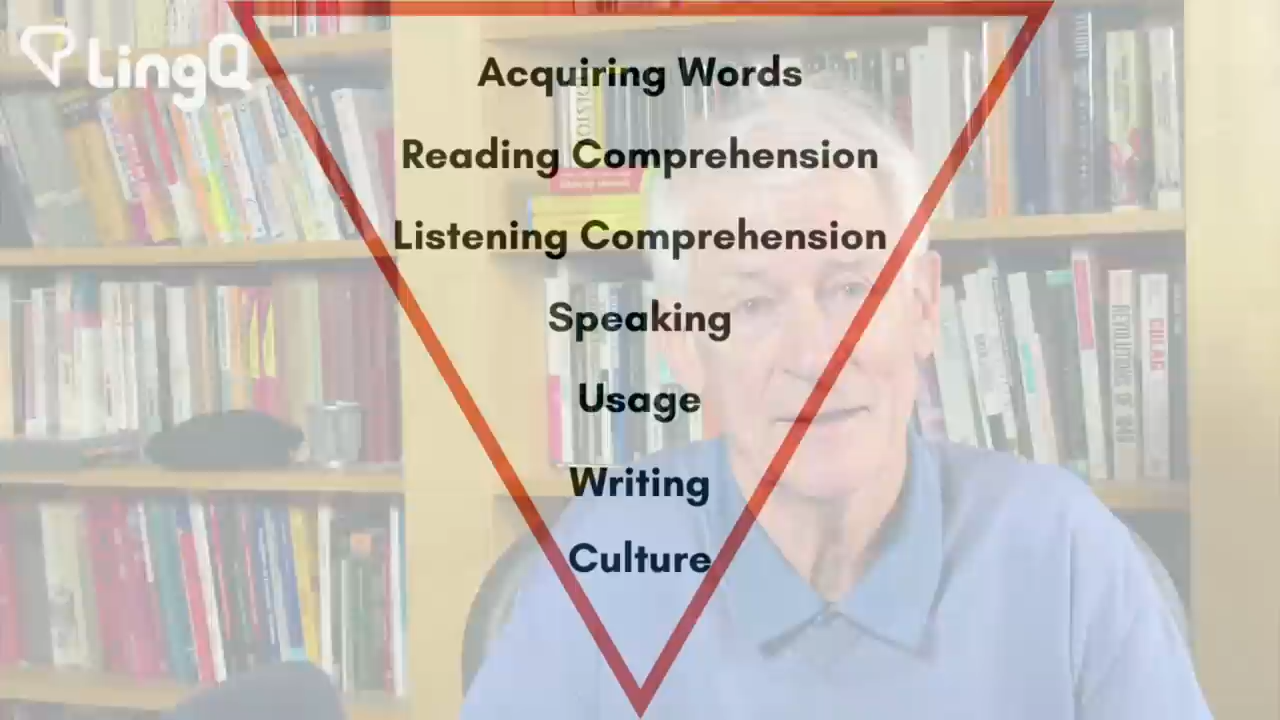 LingQ
Acquiring Words
Reading Comprehension
Listening Comprehension
Speaking
Usage
Writing
Culture